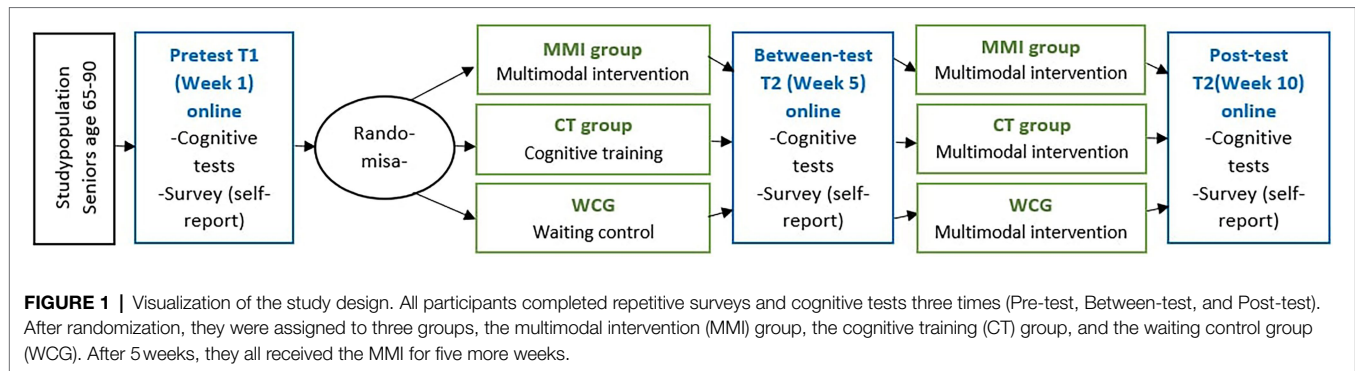 Studypopulation
Seniors age 65-90
Pretest T1
(Week 1)
online
-Cognitive
tests
-Survey (self-
report)
Rando-
misa-
MMI group
Multimodal intervention
CT group
Cognitive training
WCG
Waiting control
Between-test
T2 (Week 5)
online
-Cognitive
tests
-Survey (self-
report)
MMI group
Multimodal intervention
CT group
Multimodal intervention
WCG
Multimodal intervention
Post-test
T2(Week 10)
online
-Cognitive
tests
-Survey (self-
report)
FIGURE 1 | Visualization of the study design. All participants completed repetitive surveys and cognitive tests three times (Pre-test, Between-test, and Post-test).
After randomization, they were assigned to three groups, the multimodal intervention (MMI) group, the cognitive training (CT) group, and the waiting control group
(WCG). After 5 weeks, they all received the MMI for five more weeks.